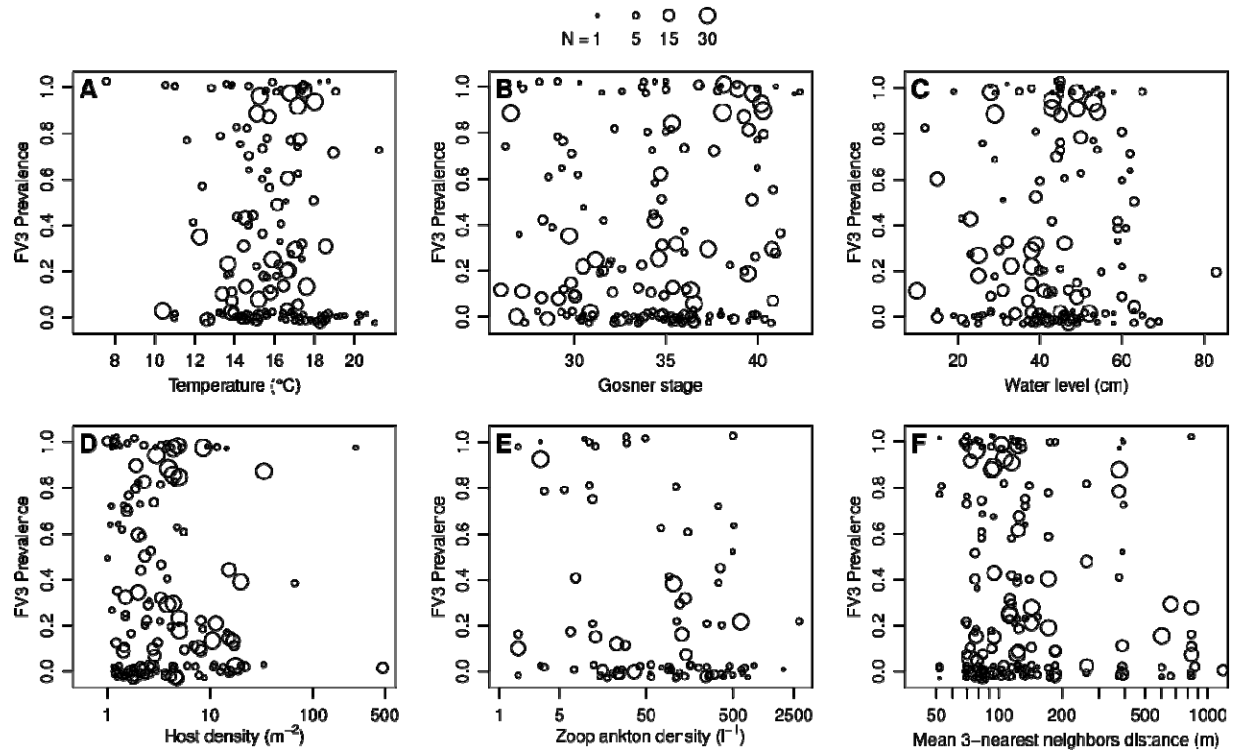 N = 1 5 15 30
A
FV3 Prevalence
0.0 0.2 0.4 0.6 0.8 1.0
8 10 12 14 16 18 20
Temperature (°C)
B
FV3 Prevalence
0.0 0.2 0.4 0.6 0.8 1.0
30 35 40
Gosner stage
C
FV3 Prevalence
0.0 0.2 0.4 0.6 0.8 1.0
20 40 60 80
Water level (cm)
D
FV3 Prevalence
0.0 0.2 0.4 0.6 0.8 1.0
1 10 100 500
Host density (m⁻²)
E
FV3 Prevalence
0.0 0.2 0.4 0.6 0.8 1.0
1 5 50 500 2500
Zoop ankton density (l⁻¹)
F
FV3 Prevalence
0.0 0.2 0.4 0.6 0.8 1.0
50 100 200 500 1000
Mean 3−nearest neighbors distance (m)